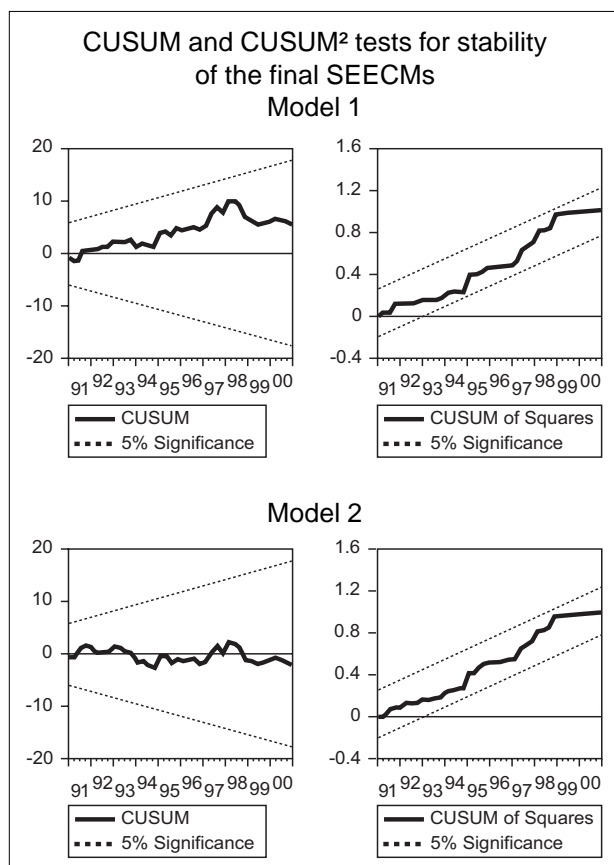 CUSUM and CUSUM² tests for stability
of the final SEECMs
Model 1
20
10
0
-10
-20
91 92 93 94 95 96 97 98 99 00
CUSUM
5% Significance
1.6
1.2
0.8
0.4
0
-0.4
91 92 93 94 95 96 97 98 99 00
CUSUM of Squares
5% Significance
Model 2
20
10
0
-10
-20
91 92 93 94 95 96 97 98 99 00
CUSUM
5% Significance
1.6
1.2
0.8
0.4
0
-0.4
91 92 93 94 95 96 97 98 99 00
CUSUM of Squares
5% Significance